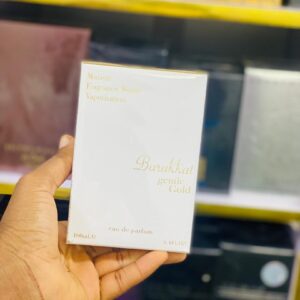 Maison
Fragrance World
Vaporisateur
Barakkat
gentle
Gold
eau de parfum
100ml.℮